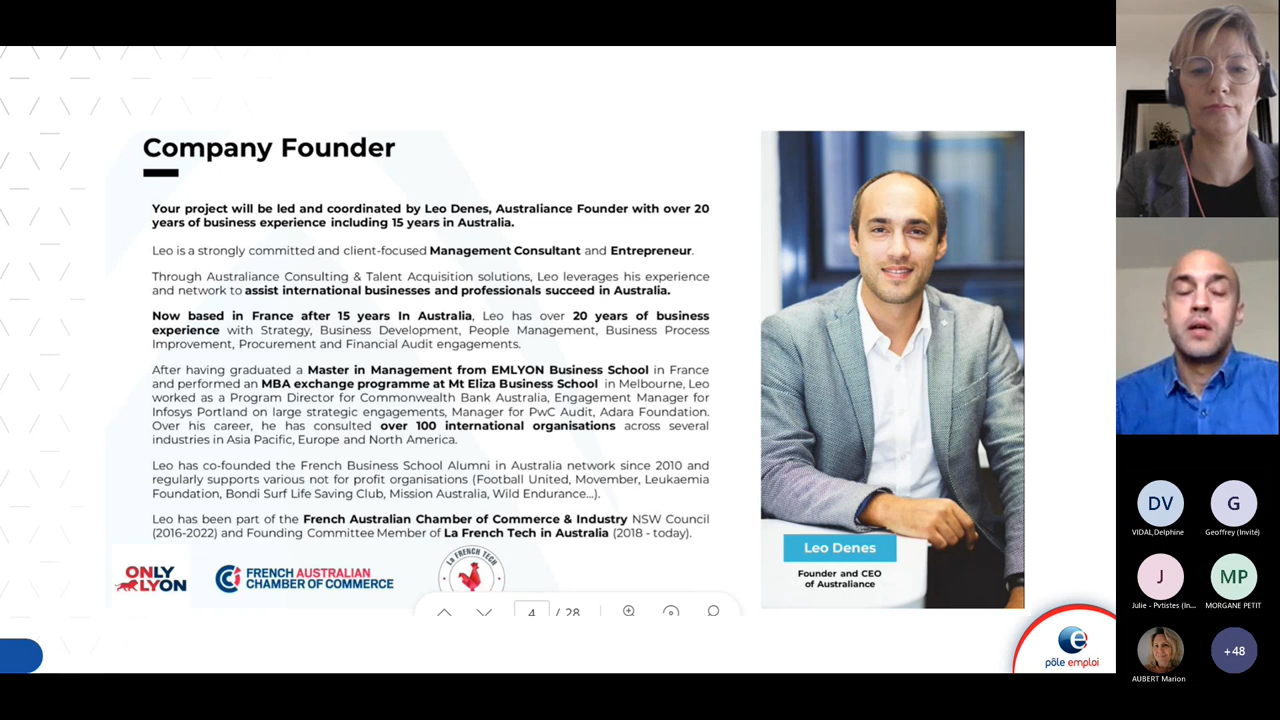 Company Founder
Your project will be led and coordinated by Leo Denes, Australiance Founder with over 20
years of business experience including 15 years in Australia.
Leo is a strongly committed and client-focused Management Consultant and Entrepreneur.
Through Australiance Consulting & Talent Acquisition solutions, Leo leverages his experience
and network to assist international businesses and professionals succeed in Australia.
Now based in France after 15 years In Australia, Leo has over 20 years of business
experience with Strategy, Business Development, People Management, Business Process
Improvement, Procurement and Financial Audit engagements.
After having graduated a Master in Management from EMLYON Business School in France
and performed an MBA exchange programme at Mt Eliza Business School in Melbourne, Leo
worked as a Program Director for Commonwealth Bank Australia, Engagement Manager for
Infosys Portland on large strategic engagements, Manager for PwC Audit, Adara Foundation.
Over his career, he has consulted over 100 international organisations across several
industries in Asia Pacific, Europe and North America.
Leo has co-founded the French Business School Alumni in Australia network since 2010 and
regularly supports various not for profit organisations (Football United, Movember, Leukaemia
Foundation, Bondi Surf Life Saving Club, Mission Australia, Wild Endurance...).
Leo has been part of the French Australian Chamber of Commerce & Industry NSW Council
(2016-2022) and Founding Committee Member of La French Tech in Australia (2018 - today).
ONLY
LYON
FRENCH AUSTRALIAN
CHAMBER OF COMMERCE
La FRENCH TECH
4 / 28
Leo Denes
Founder and CEO
of Australiance
pôle emploi
DV
VIDAL,Delphine
G
Geoffrey (Invité)
J
Julie - Pvtistes (In...
MP
MORGANE PETIT
AUBERT Marion
+48